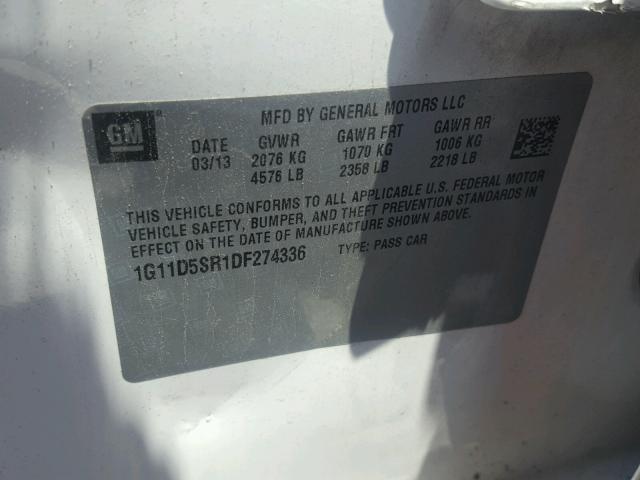 GM
MFD BY GENERAL MOTORS LLC
DATE GVWR GAWR FRT GAWR RR
03/13 2076 KG 1070 KG 1006 KG
4576 LB 2358 LB 2218 LB
THIS VEHICLE CONFORMS TO ALL APPLICABLE U.S. FEDERAL MOTOR
VEHICLE SAFETY, BUMPER, AND THEFT PREVENTION STANDARDS IN
EFFECT ON THE DATE OF MANUFACTURE SHOWN ABOVE.
1G11D5SR1DF274336 TYPE: PASS CAR